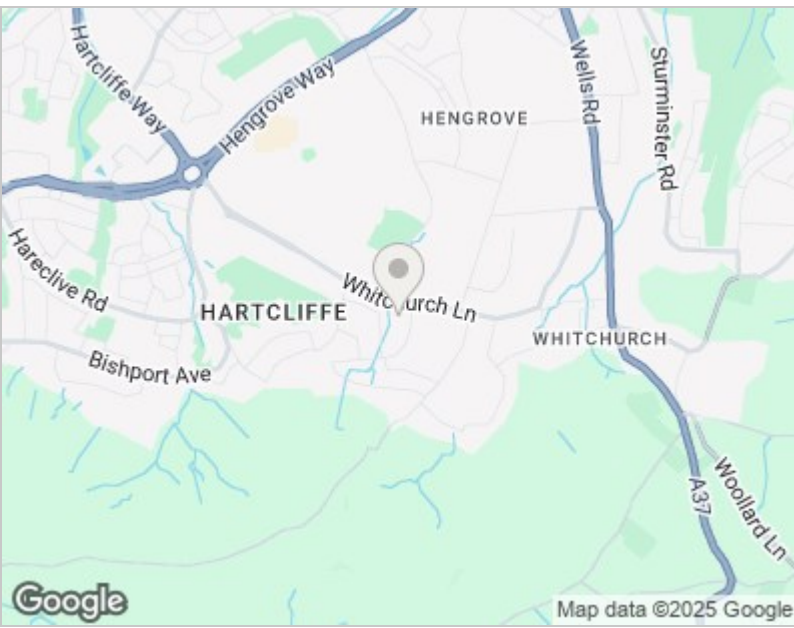 Hartcliffe Way
Hengrove Way
HENGROVE
Wells Rd
Sturminster Rd
Hareclive Rd
Whitchurch Ln
HARTCLIFFE
WHITCHURCH
Bishport Ave
A37
Woollard Ln
Google
Map data ©2025 Google